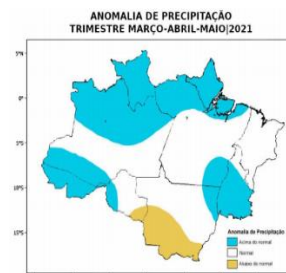 ANOMALIA DE PRECIPITAÇÃO
TRIMESTRE MARÇO-ABRIL-MAIO|2021
5°N
0°
5°S
10°S
15°S
Anomalia de Precipitação
Acima do normal
Normal
Abaixo do normal